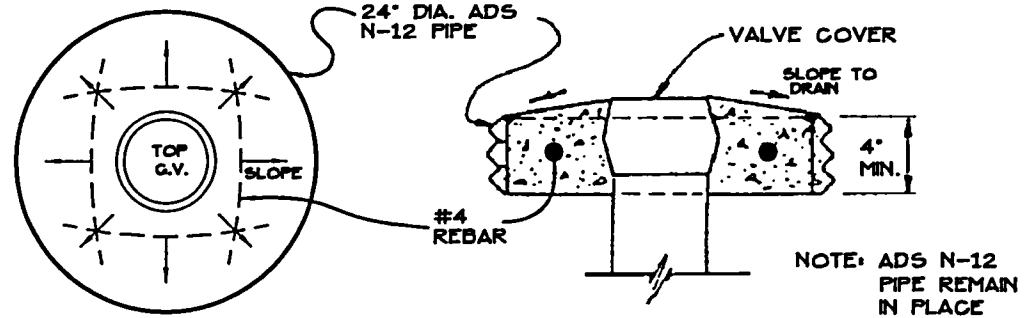 24" DIA. ADS
N-12 PIPE
VALVE COVER
SLOPE TO
DRAIN
TOP
G.V.
SLOPE
4"
MIN.
#4
REBAR
NOTE: ADS N-12
PIPE REMAIN
IN PLACE